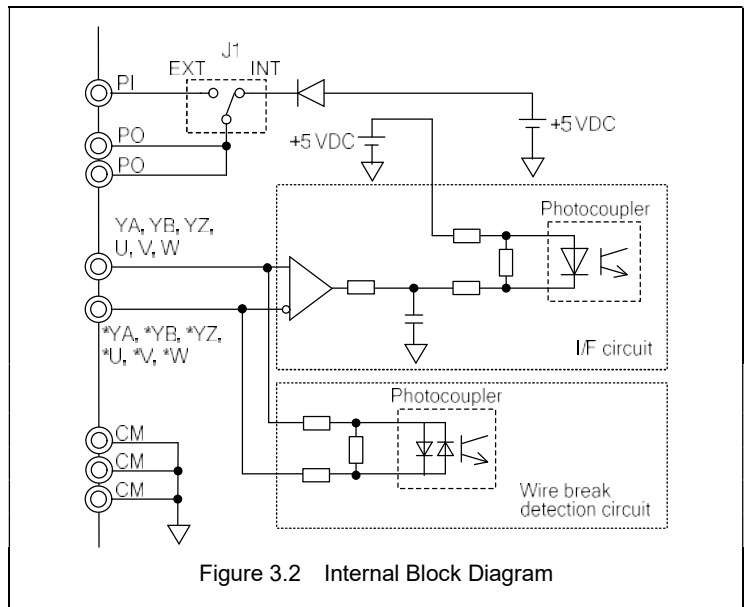 J1
EXT INT
PI
PO
PO
+5 VDC
+5 VDC
Photocoupler
YA, YB, YZ,
U, V, W
*YA, *YB, *YZ,
*U, *V, *W
I/F circuit
Photocoupler
CM
CM
CM
Wire break
detection circuit
Figure 3.2 Internal Block Diagram